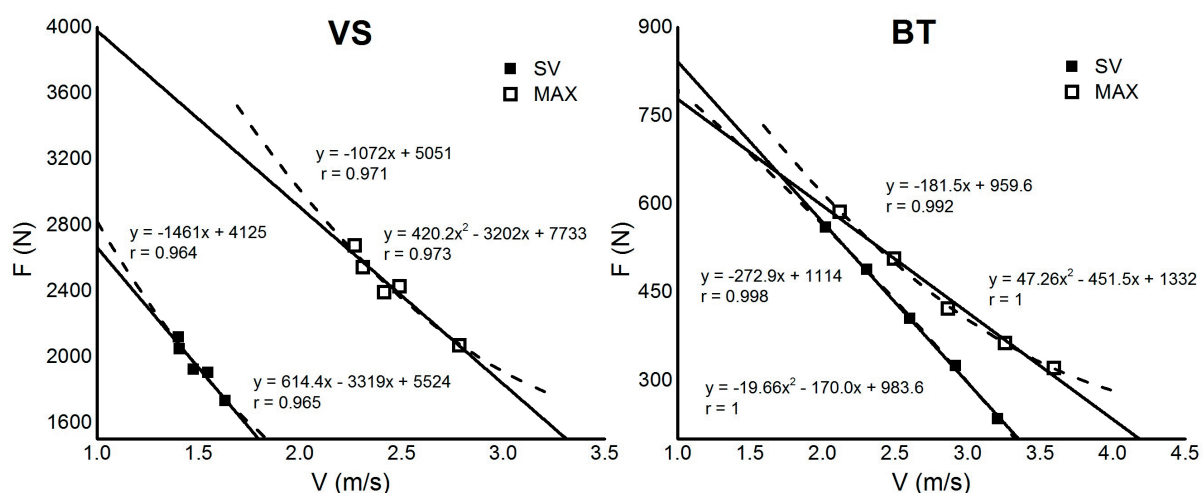 VS
4000
3600
3200
2800
2400
2000
1600
F (N)
SV
MAX
y = -1072x + 5051
r = 0.971
y = -1461x + 4125
r = 0.964
y = 420.2x² - 3202x + 7733
r = 0.973
y = 614.4x - 3319x + 5524
r = 0.965
1.0 1.5 2.0 2.5 3.0 3.5
V (m/s)
BT
900
750
600
450
300
F (N)
SV
MAX
y = -181.5x + 959.6
r = 0.992
y = -272.9x + 1114
r = 0.998
y = 47.26x² - 451.5x + 1332
r = 1
y = -19.66x² - 170.0x + 983.6
r = 1
1.0 2.0 2.5 3.0 3.5 4.0 4.5
V (m/s)